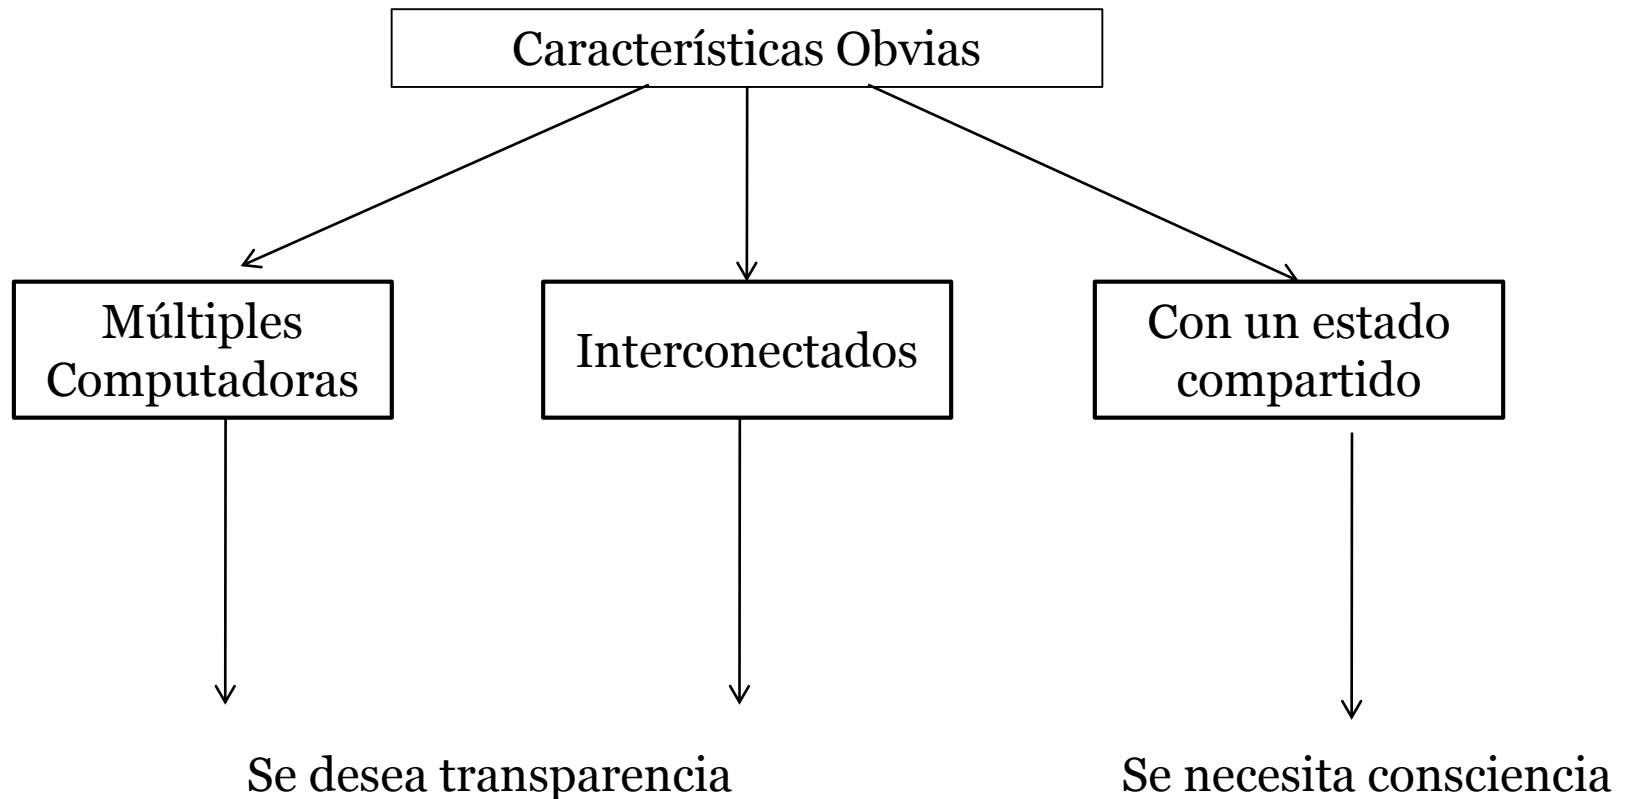 Características Obvias
Múltiples
Computadoras
Interconectados
Con un estado
compartido
Se desea transparencia
Se necesita consciencia